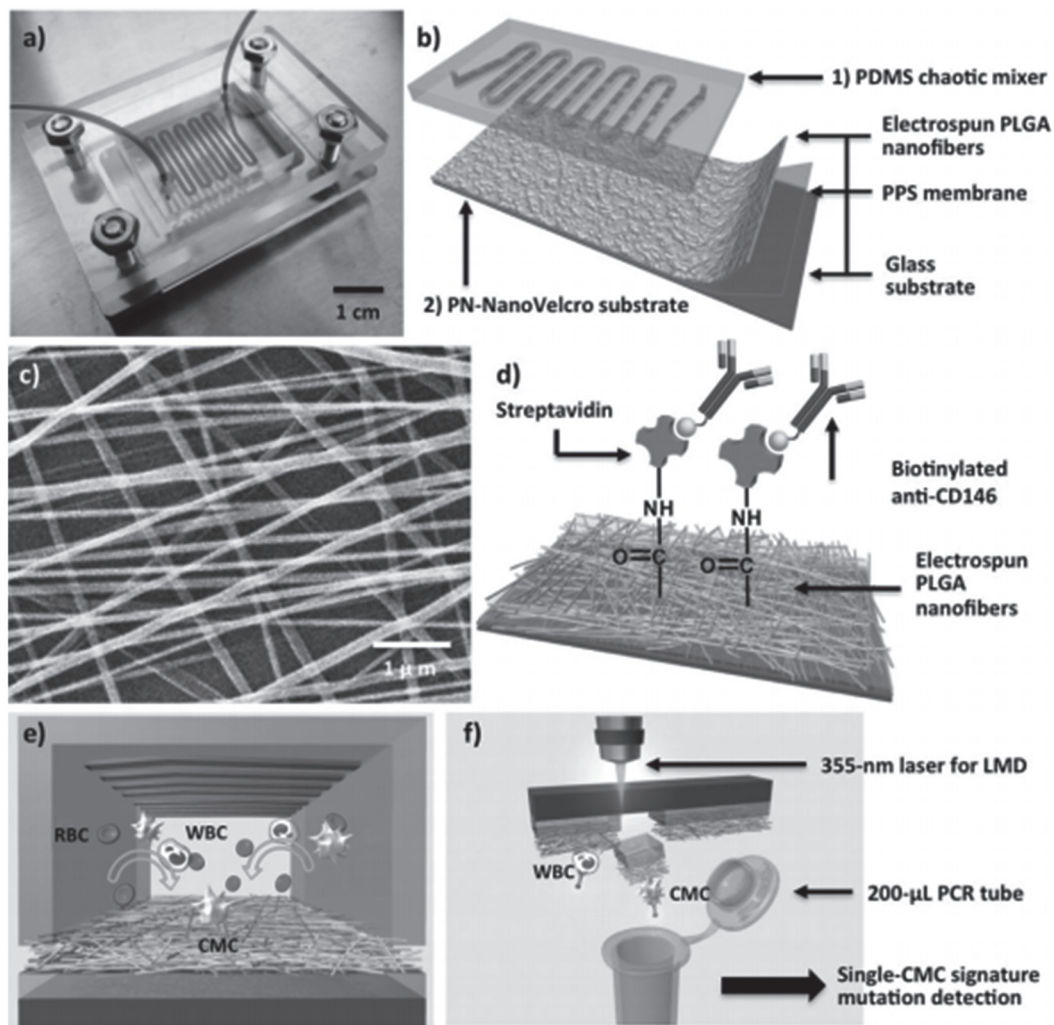 a)
1 cm
b)
1) PDMS chaotic mixer
Electrospun PLGA
nanofibers
PPS membrane
Glass
substrate
2) PN-NanoVelcro substrate
c)
1 μ m
d)
Streptavidin
Biotinylated
anti-CD146
NH
NH
O=C
O=C
Electrospun
PLGA
nanofibers
e)
RBC
WBC
CMC
f)
355-nm laser for LMD
WBC
CMC
200-μL PCR tube
Single-CMC signature
mutation detection